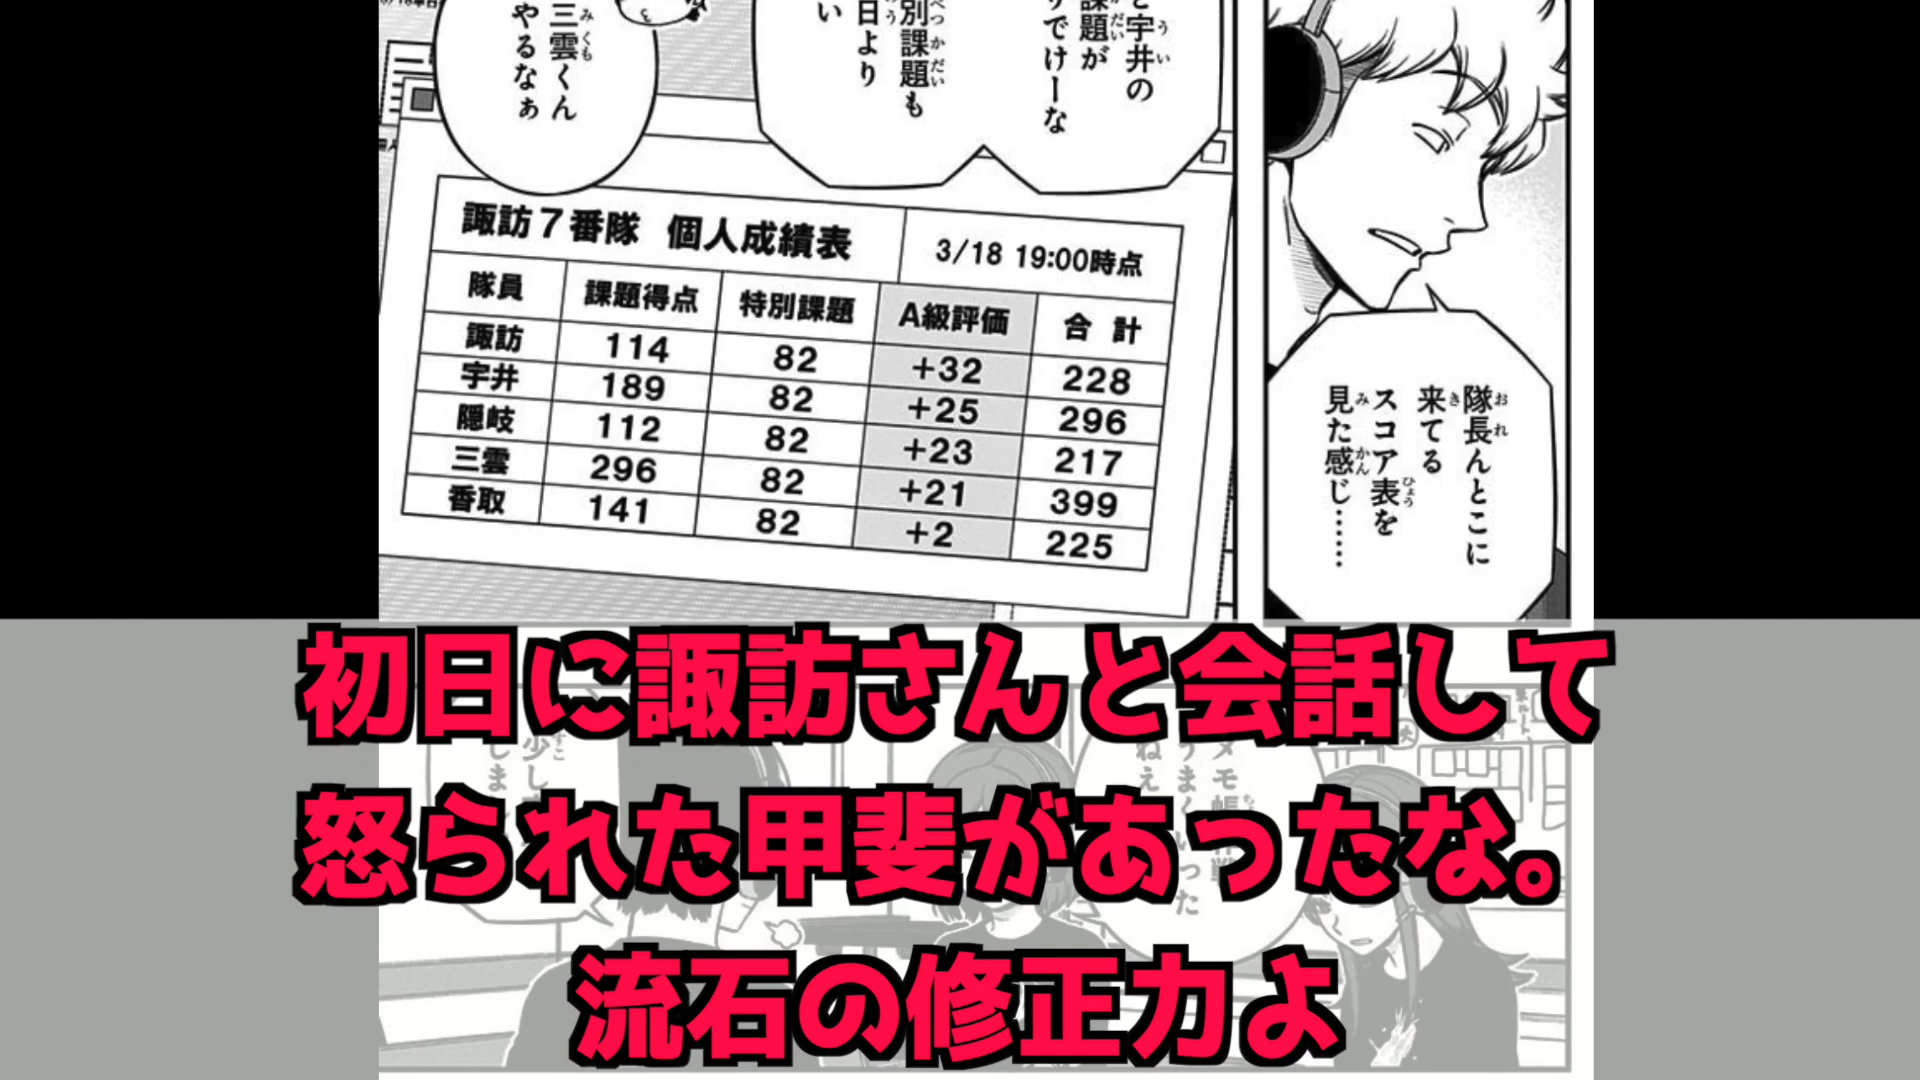 と宇井の
課題が
りでけーな
別課題も
日より
い
三雲くん
やるなぁ
諏訪7番隊 個人成績表 3/18 19:00時点
隊員 課題得点 特別課題 A級評価 合計
諏訪 114 82 +32 228
宇井 189 82 +25 296
隠岐 112 82 +23 217
三雲 296 82 +21 399
香取 141 82 +2 225
隊長んとこに
来てる
スコア表を
見た感じ……
初日に諏訪さんと会話して
怒られた甲斐があったな。
流石の修正力よ